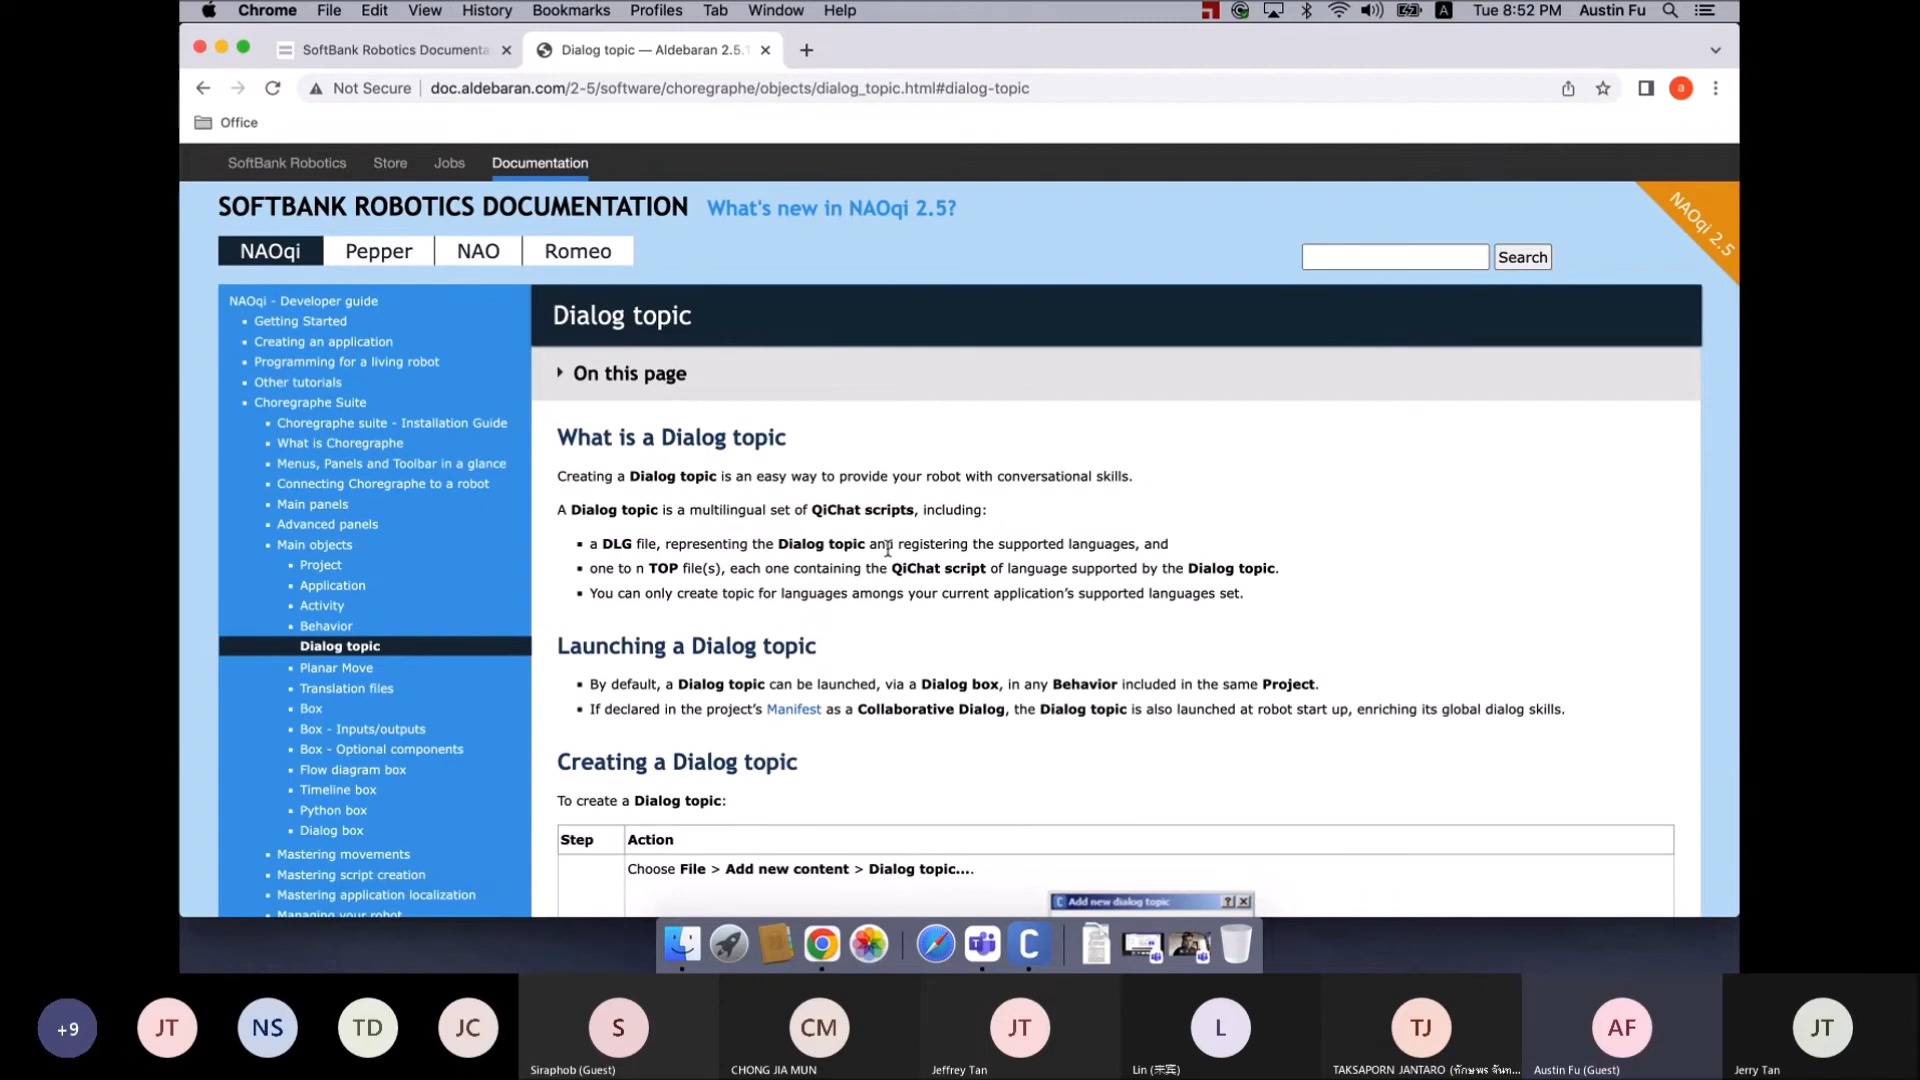 Chrome File Edit View History Bookmarks Profiles Tab Window Help A Tue 8:52 PM Austin Fu
SoftBank Robotics Documenta Dialog topic — Aldebaran 2.5.1
Not Secure doc.aldebaran.com/2-5/software/choregraphe/objects/dialog_topic.html#dialog-topic a
Office
SoftBank Robotics Store Jobs Documentation
SOFTBANK ROBOTICS DOCUMENTATION What's new in NAOqi 2.5?
NAOqi 2.5
NAOqi Pepper NAO Romeo
Search
NAOqi - Developer guide
Getting Started
Creating an application
Programming for a living robot
Other tutorials
Choregraphe Suite
Choregraphe suite - Installation Guide
What is Choregraphe
Menus, Panels and Toolbar in a glance
Connecting Choregraphe to a robot
Main panels
Advanced panels
Main objects
Project
Application
Activity
Behavior
Dialog topic
Planar Move
Translation files
Box
Box - Inputs/outputs
Box - Optional components
Flow diagram box
Timeline box
Python box
Dialog box
Mastering movements
Mastering script creation
Mastering application localization
Managing your robot
Dialog topic
On this page
What is a Dialog topic
Creating a Dialog topic is an easy way to provide your robot with conversational skills.
A Dialog topic is a multilingual set of QiChat scripts, including:
a DLG file, representing the Dialog topic and registering the supported languages, and
one to n TOP file(s), each one containing the QiChat script of language supported by the Dialog topic.
You can only create topic for languages amongs your current application's supported languages set.
Launching a Dialog topic
By default, a Dialog topic can be launched, via a Dialog box, in any Behavior included in the same Project.
If declared in the project's Manifest as a Collaborative Dialog, the Dialog topic is also launched at robot start up, enriching its global dialog skills.
Creating a Dialog topic
To create a Dialog topic:
Step Action
Choose File > Add new content > Dialog topic....
C Add new dialog topic ?
C
+9 JT NS TD JC S CM JT L TJ AF JT
Siraphob (Guest) CHONG JIA MUN Jeffrey Tan Lin (宋宾) TAKSAPORN JANTARO (ทักษพร จันท... Austin Fu (Guest) Jerry Tan